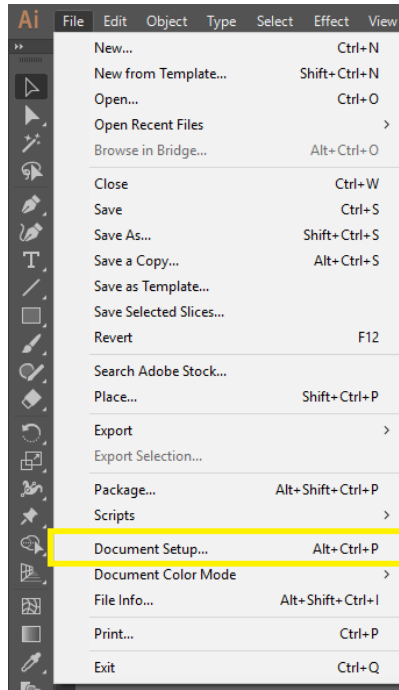 Ai File Edit Object Type Select Effect View
New... Ctrl+N
New from Template... Shift+Ctrl+N
Open... Ctrl+O
Open Recent Files >
Browse in Bridge... Alt+Ctrl+O
Close Ctrl+W
Save Ctrl+S
Save As... Shift+Ctrl+S
Save a Copy... Alt+Ctrl+S
Save as Template...
Save Selected Slices...
Revert F12
Search Adobe Stock...
Place... Shift+Ctrl+P
Export >
Export Selection...
Package... Alt+Shift+Ctrl+P
Scripts >
Document Setup... Alt+Ctrl+P
Document Color Mode >
File Info... Alt+Shift+Ctrl+I
Print... Ctrl+P
Exit Ctrl+Q